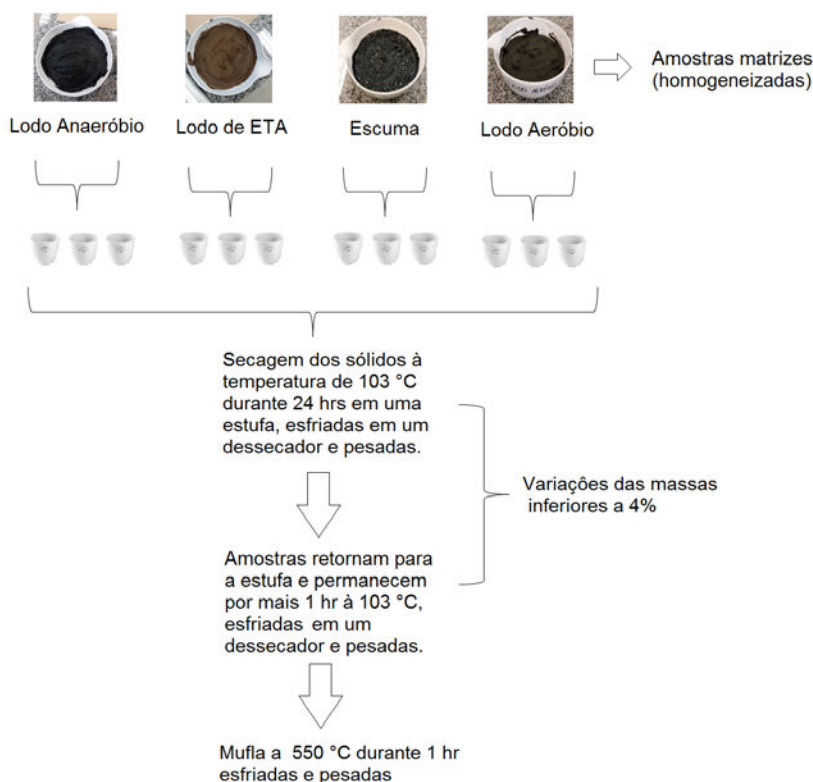 Amostras matrizes
(homogeneizadas)
LODO AERÓBIO
Lodo Anaeróbio
Lodo de ETA
Escuma
Lodo Aeróbio
Secagem dos sólidos à
temperatura de 103 °C
durante 24 hrs em uma
estufa, esfriadas em um
dessecador e pesadas.
Variações das massas
inferiores a 4%
Amostras retornam para
a estufa e permanecem
por mais 1 hr à 103 °C,
esfriadas em um
dessecador e pesadas.
Mufla a 550 °C durante 1 hr
esfriadas e pesadas